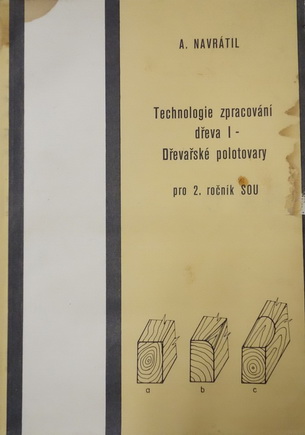 A. NAVRÁTIL
Technologie zpracování
dřeva I -
Dřevařské polotovary
pro 2. ročník SOU
a b c